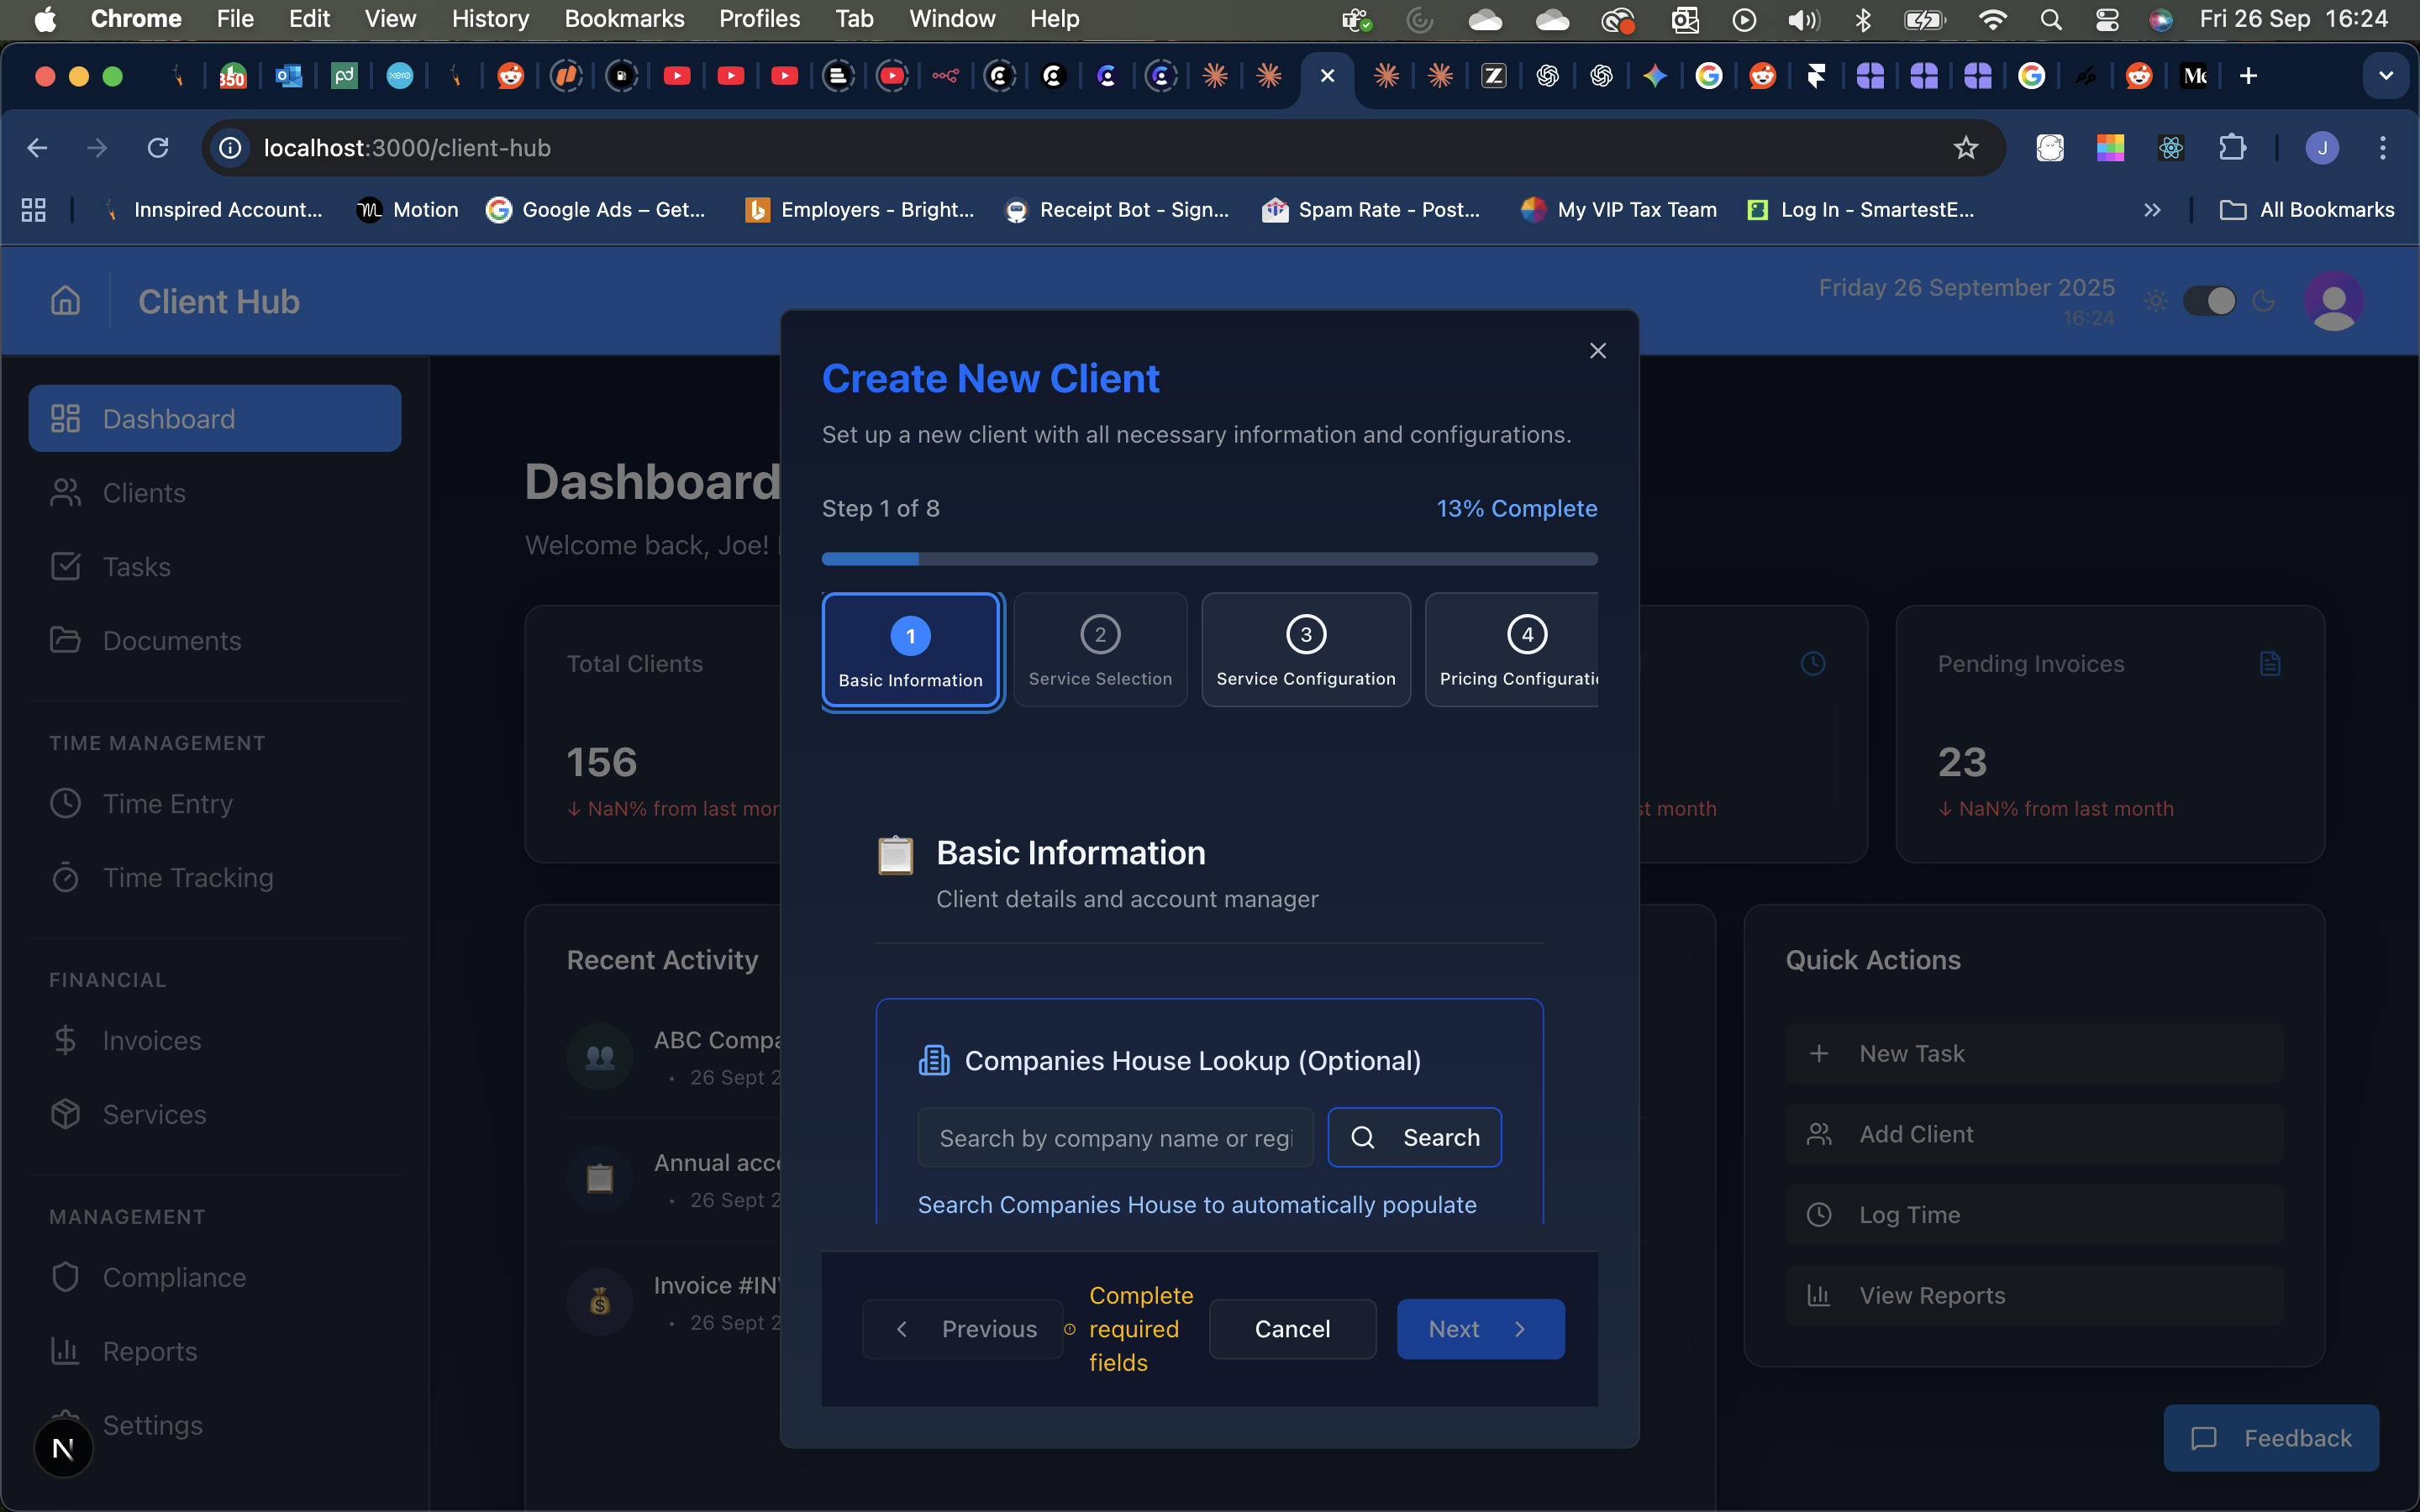 Chrome File Edit View History Bookmarks Profiles Tab Window Help Fri 26 Sep 16:24
localhost:3000/client-hub
J
Innspired Account... Motion Google Ads – Get... Employers - Bright... Receipt Bot - Sign... Spam Rate - Post... My VIP Tax Team Log In - SmartestE... All Bookmarks
Client Hub
Friday 26 September 2025
16:24
Dashboard
Clients
Tasks
Documents
TIME MANAGEMENT
Time Entry
Time Tracking
FINANCIAL
Invoices
Services
MANAGEMENT
Compliance
Reports
Settings
N
Dashboard
Welcome back, Joe!
Total Clients
156
↓ NaN% from last mon
st month
Pending Invoices
23
↓ NaN% from last month
Recent Activity
ABC Compa
• 26 Sept 2
Annual acco
• 26 Sept 2
Invoice #INV
• 26 Sept 2
Quick Actions
New Task
Add Client
Log Time
View Reports
Feedback
Create New Client
Set up a new client with all necessary information and configurations.
Step 1 of 8
13% Complete
1 Basic Information
2 Service Selection
3 Service Configuration
4 Pricing Configurati
Basic Information
Client details and account manager
Companies House Lookup (Optional)
Search by company name or regi
Search
Search Companies House to automatically populate
Previous
Complete
required
fields
Cancel
Next